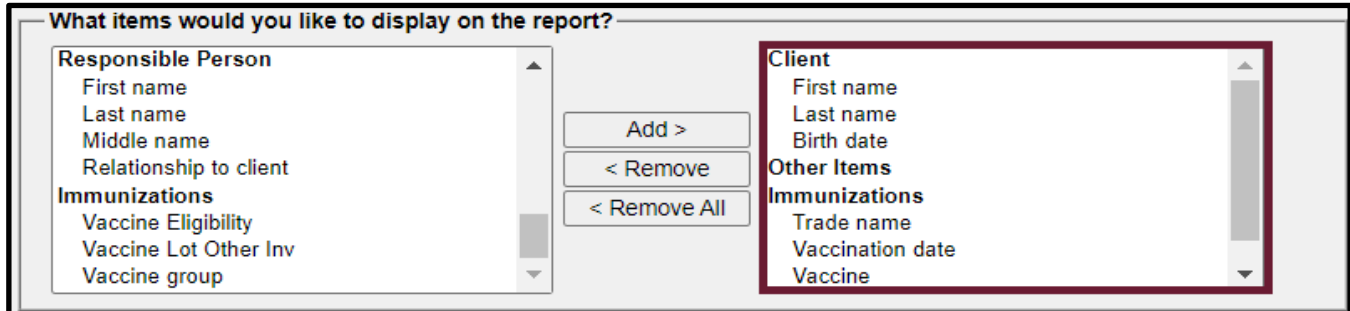 What items would you like to display on the report?
Responsible Person
First name
Last name
Middle name
Relationship to client
Immunizations
Vaccine Eligibility
Vaccine Lot Other Inv
Vaccine group
Add >
< Remove
< Remove All
Client
First name
Last name
Birth date
Other Items
Immunizations
Trade name
Vaccination date
Vaccine